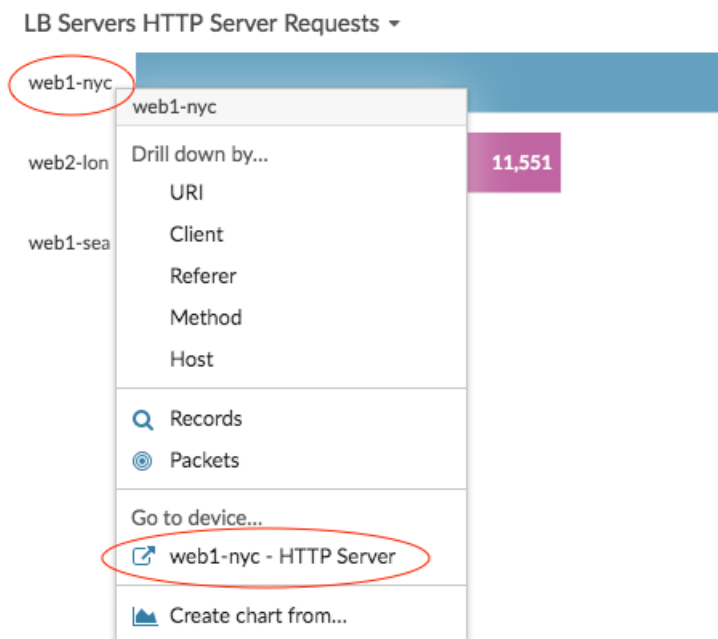 LB Servers HTTP Server Requests
web1-nyc
web1-nyc
Drill down by...
web2-lon
11,551
URI
Client
web1-sea
Referer
Method
Host
Records
Packets
Go to device...
web1-nyc - HTTP Server
Create chart from...